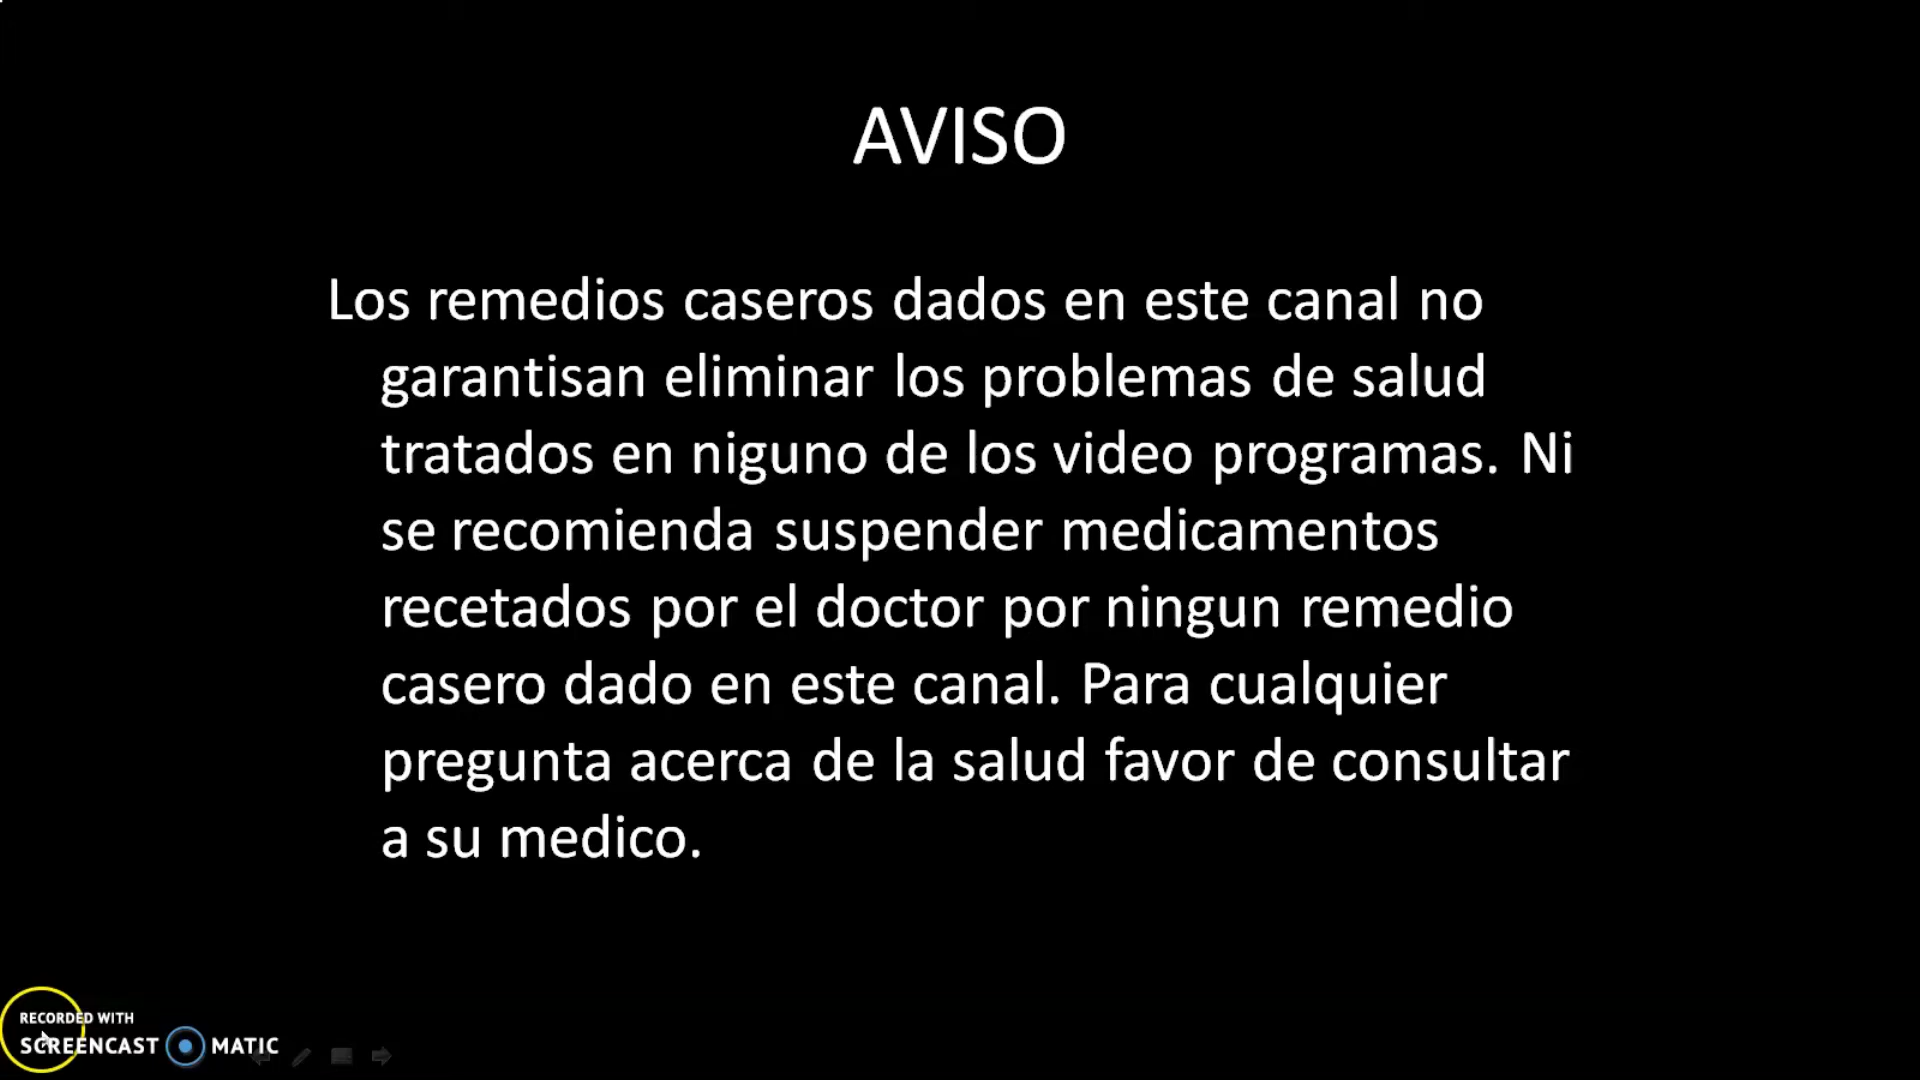 AVISO
Los remedios caseros dados en este canal no
garantisan eliminar los problemas de salud
tratados en niguno de los video programas. Ni
se recomienda suspender medicamentos
recetados por el doctor por ningun remedio
casero dado en este canal. Para cualquier
pregunta acerca de la salud favor de consultar
a su medico.
RECORDED WITH
SCREENCAST MATIC